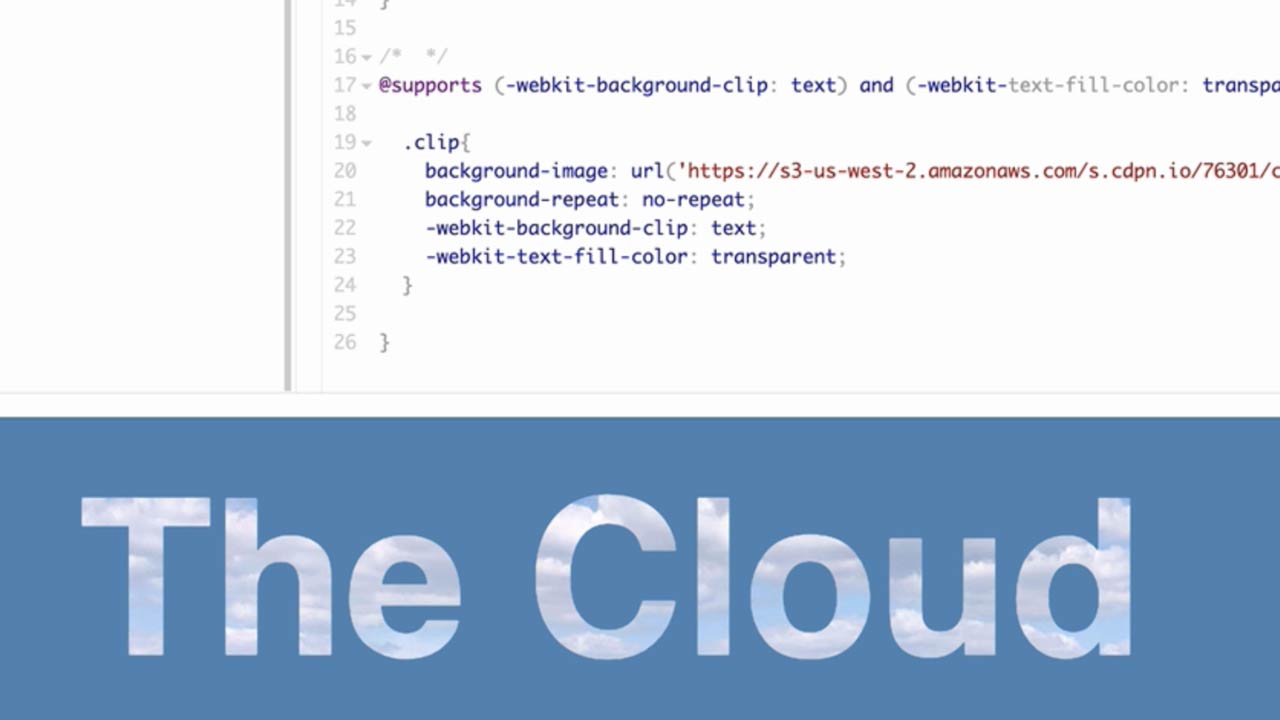 14 }
15
16 /*  */
17 @supports (-webkit-background-clip: text) and (-webkit-text-fill-color: transpa
18
19 .clip{
20 background-image: url('https://s3-us-west-2.amazonaws.com/s.cdpn.io/76301/c
21 background-repeat: no-repeat;
22 -webkit-background-clip: text;
23 -webkit-text-fill-color: transparent;
24 }
25
26 }
The Cloud